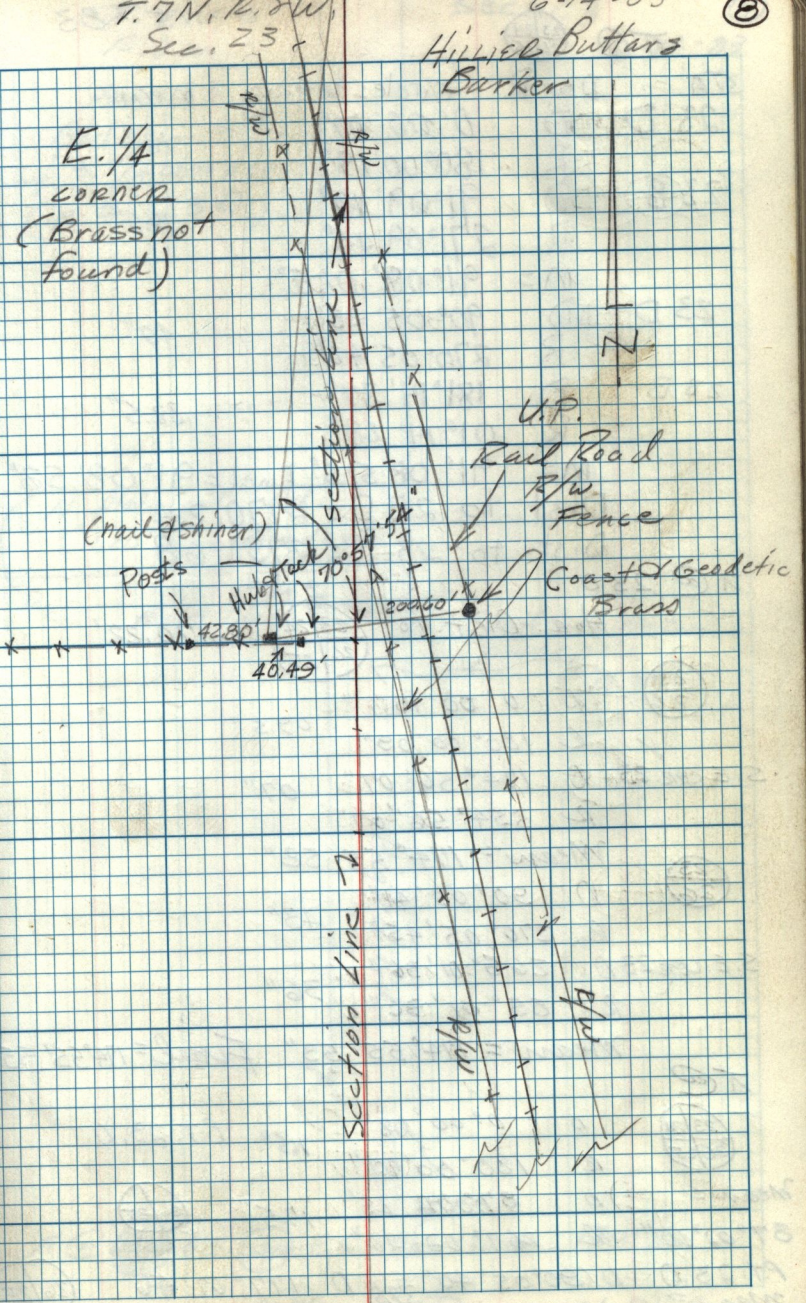 T.7N, R.2W.
Sec. 23
8
Hillier Buttars
Barker
R/W
R/W
E. 1/4
CORNER
(Brass not
found)
N
Section Line
U.P.
Rail Road
R/W
Fence
(nail & shiner)
Posts
Hub & Tack
70° 57' 54"
Coast & Geodetic
Brass
200.60'
42.80'
40.49'
Section Line
R/W
R/W